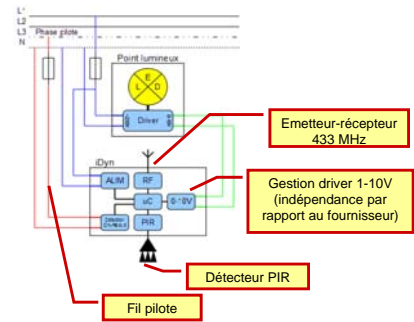 L1
L2
L3 Phase pilote
N
Point lumineux
E
L D
Driver
Emetteur-récepteur
433 MHz
iDyn
ALIM
RF
Gestion driver 1-10V
(indépendance par
rapport au fournisseur)
uC
0-10V
PIR
Détecteur PIR
Fil pilote